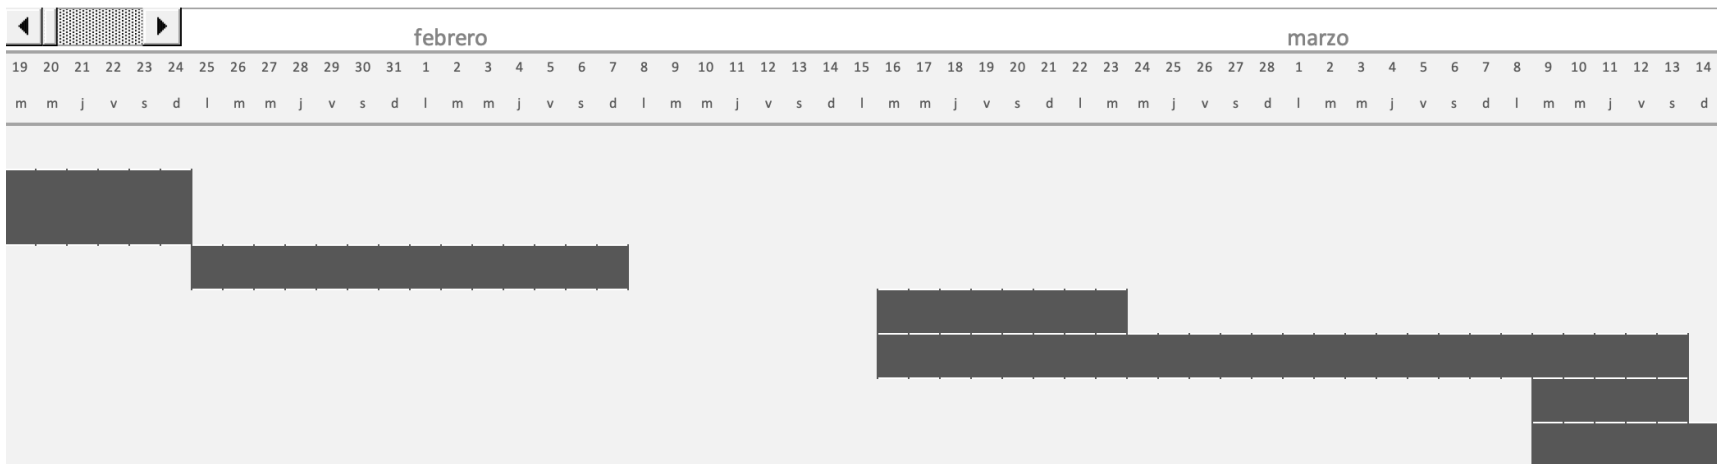 febrero marzo
19 20 21 22 23 24 25 26 27 28 29 30 31 1 2 3 4 5 6 7 8 9 10 11 12 13 14 15 16 17 18 19 20 21 22 23 24 25 26 27 28 1 2 3 4 5 6 7 8 9 10 11 12 13 14
m m j v s d l m m j v s d l m m j v s d l m m j v s d l m m j v s d l m m j v s d l m m j v s d l m m j v s d